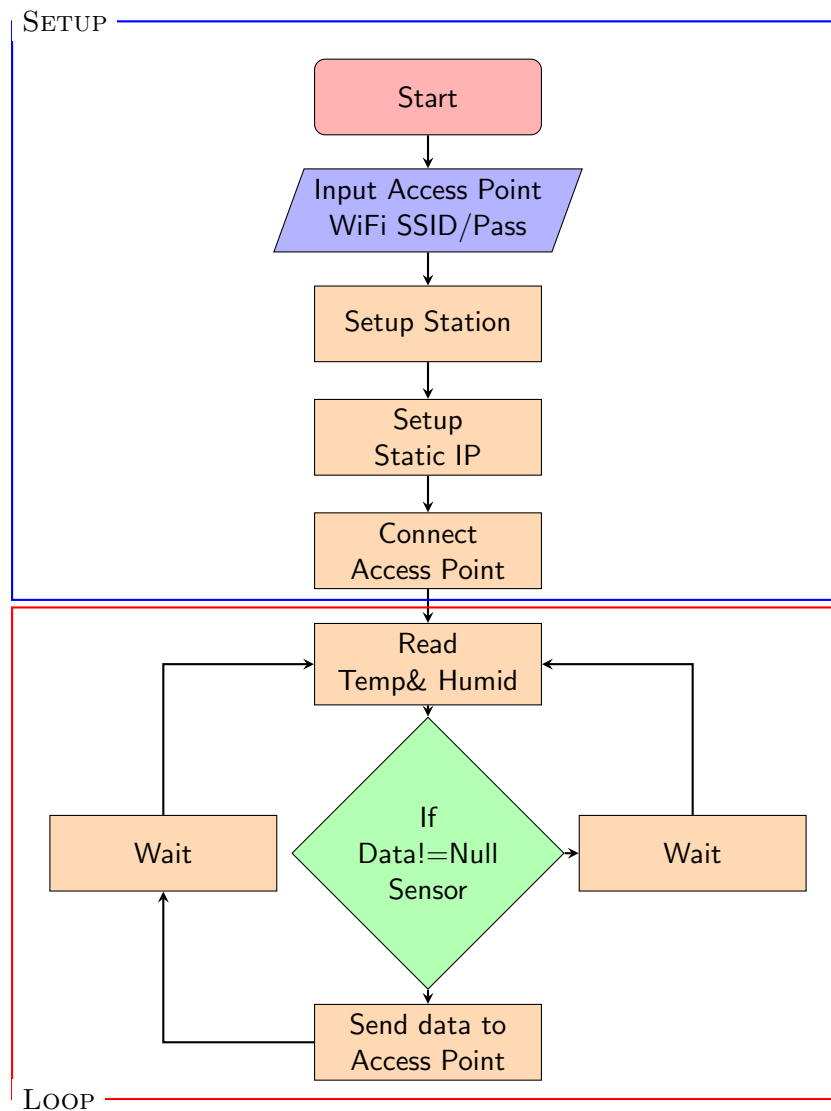 SETUP
Start
Input Access Point
WiFi SSID/Pass
Setup Station
Setup
Static IP
Connect
Access Point
Read
Temp& Humid
Wait
If
Data!=Null
Sensor
Wait
Send data to
Access Point
LOOP